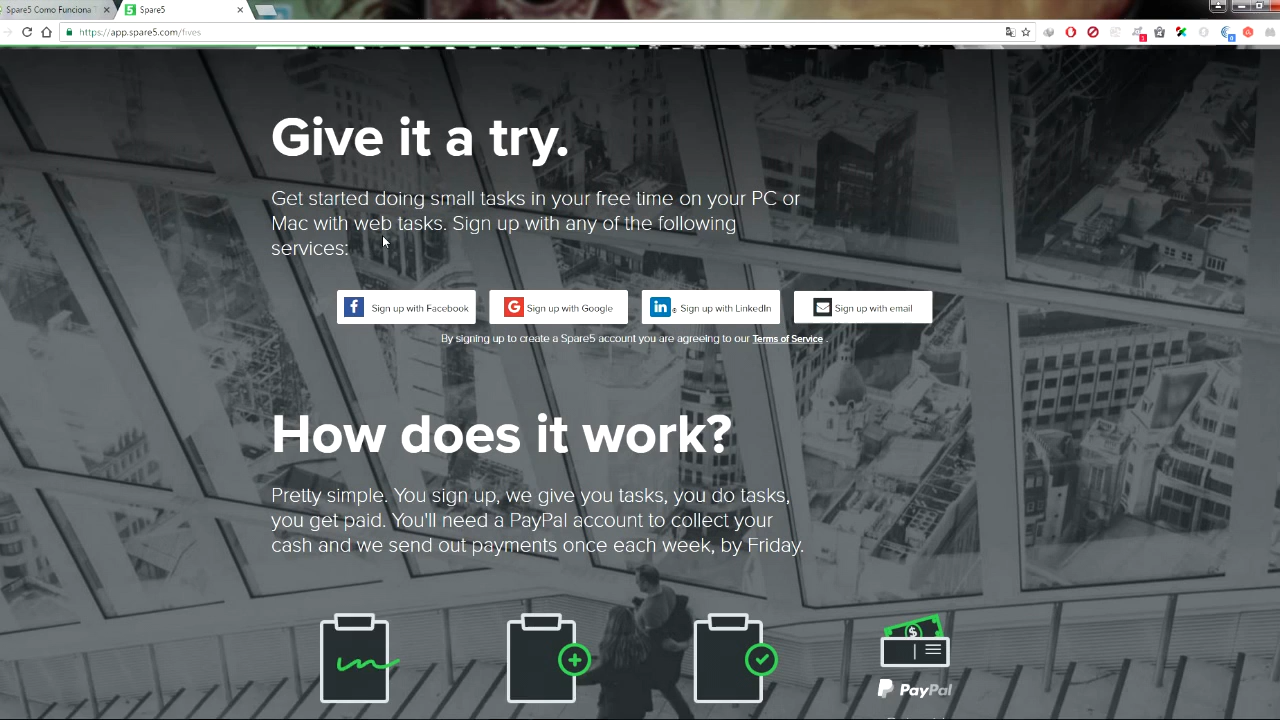 Spare5 Como Funciona
Spare5
https://app.spare5.com/fives
Give it a try.
Get started doing small tasks in your free time on your PC or
Mac with web tasks. Sign up with any of the following
services:
Sign up with Facebook
Sign up with Google
Sign up with LinkedIn
Sign up with email
By signing up to create a Spare5 account you are agreeing to our Terms of Service .
How does it work?
Pretty simple. You sign up, we give you tasks, you do tasks,
you get paid. You'll need a PayPal account to collect your
cash and we send out payments once each week, by Friday.
PayPal